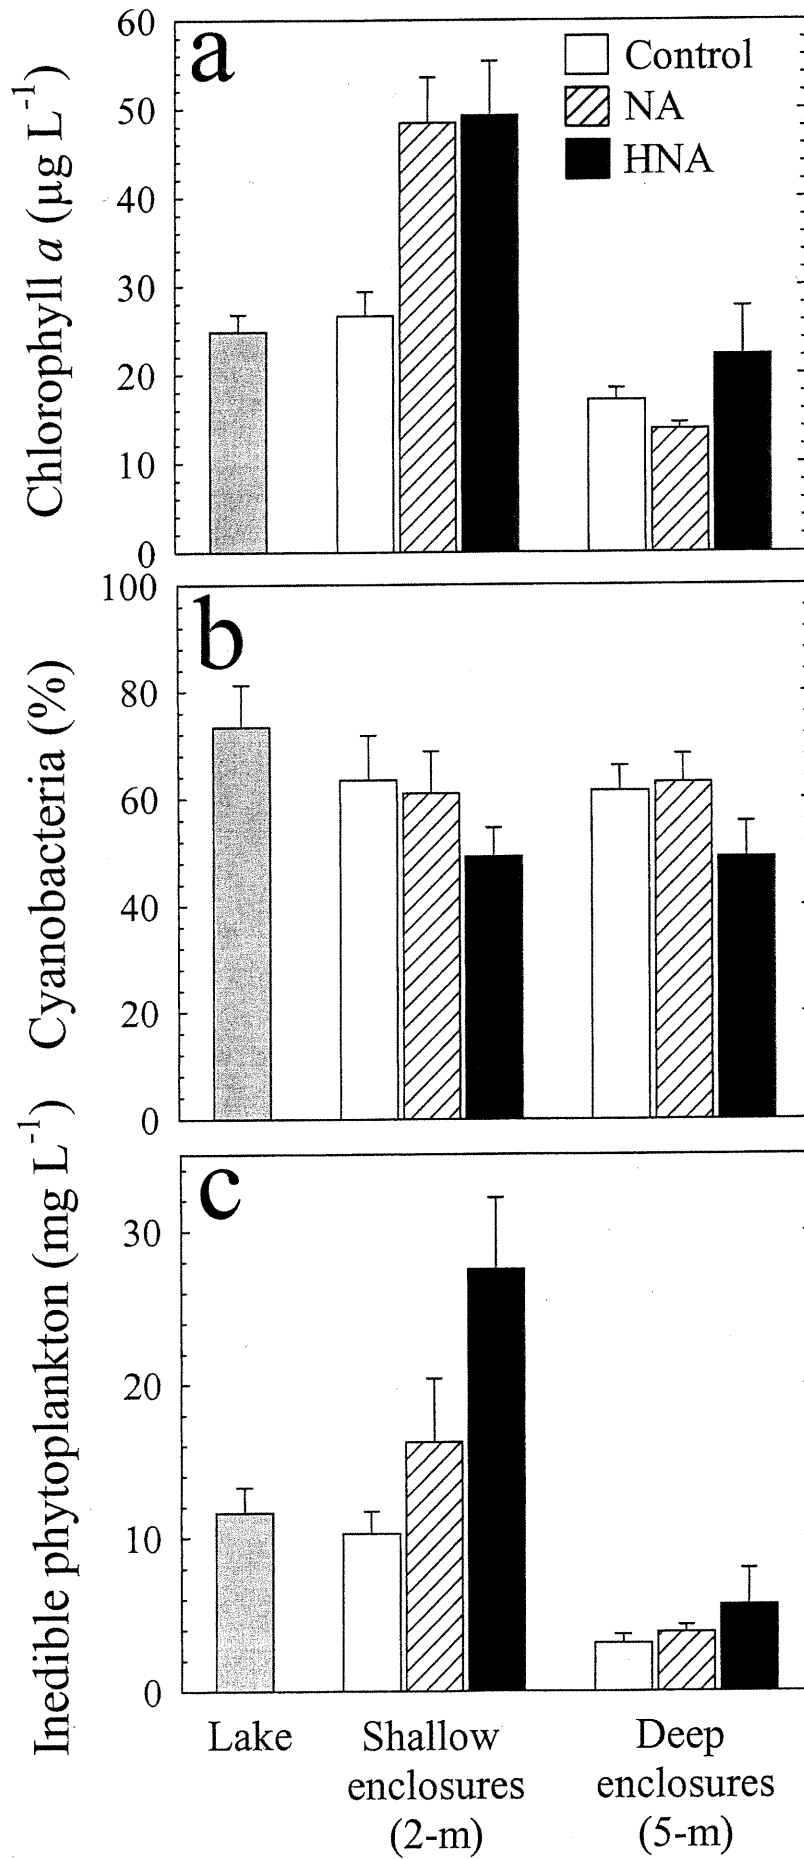 a
Control
NA
HNA
Chlorophyll a (µg L⁻¹)
60
50
40
30
20
10
0
b
Cyanobacteria (%)
100
80
60
40
20
0
c
Inedible phytoplankton (mg L⁻¹)
30
20
10
0
Lake
Shallow
enclosures
(2-m)
Deep
enclosures
(5-m)